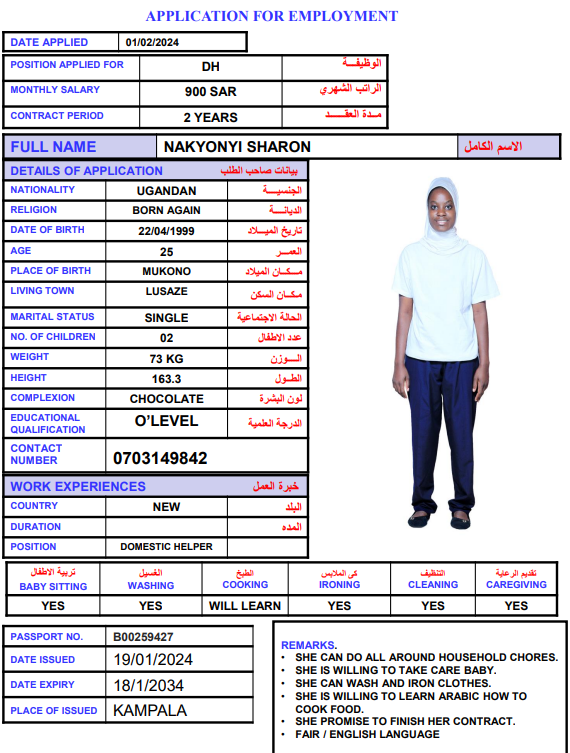 APPLICATION FOR EMPLOYMENT
DATE APPLIED 01/02/2024
POSITION APPLIED FOR DH الوظيفـــة
MONTHLY SALARY 900 SAR الراتب الشهري
CONTRACT PERIOD 2 YEARS مــدة العقــــد
FULL NAME NAKYONYI SHARON الاسم الكامل
DETAILS OF APPLICATION بيانات صاحب الطلب
NATIONALITY UGANDAN الجنسيـــة
RELIGION BORN AGAIN الديانـــة
DATE OF BIRTH 22/04/1999 تاريخ الميــلاد
AGE 25 العمــر
PLACE OF BIRTH MUKONO مكــان الميلاد
LIVING TOWN LUSAZE مكـان السكن
MARITAL STATUS SINGLE الحالة الاجتماعية
NO. OF CHILDREN 02 عدد الاطفال
WEIGHT 73 KG الــوزن
HEIGHT 163.3 الطــول
COMPLEXION CHOCOLATE لون البشرة
EDUCATIONAL QUALIFICATION O’LEVEL الدرجة العلمية
CONTACT NUMBER 0703149842
WORK EXPERIENCES خبرة العمل
COUNTRY NEW البلد
DURATION المده
POSITION DOMESTIC HELPER
تربية الاطفال الغسيل الطبخ كي الملابس التنظيف تقديم الرعاية
BABY SITTING WASHING COOKING IRONING CLEANING CAREGIVING
YES YES WILL LEARN YES YES YES
PASSPORT NO. B00259427
DATE ISSUED 19/01/2024
DATE EXPIRY 18/1/2034
PLACE OF ISSUED KAMPALA
REMARKS.
• SHE CAN DO ALL AROUND HOUSEHOLD CHORES.
• SHE IS WILLING TO TAKE CARE BABY.
• SHE CAN WASH AND IRON CLOTHES.
• SHE IS WILLING TO LEARN ARABIC HOW TO
COOK FOOD.
• SHE PROMISE TO FINISH HER CONTRACT.
• FAIR / ENGLISH LANGUAGE